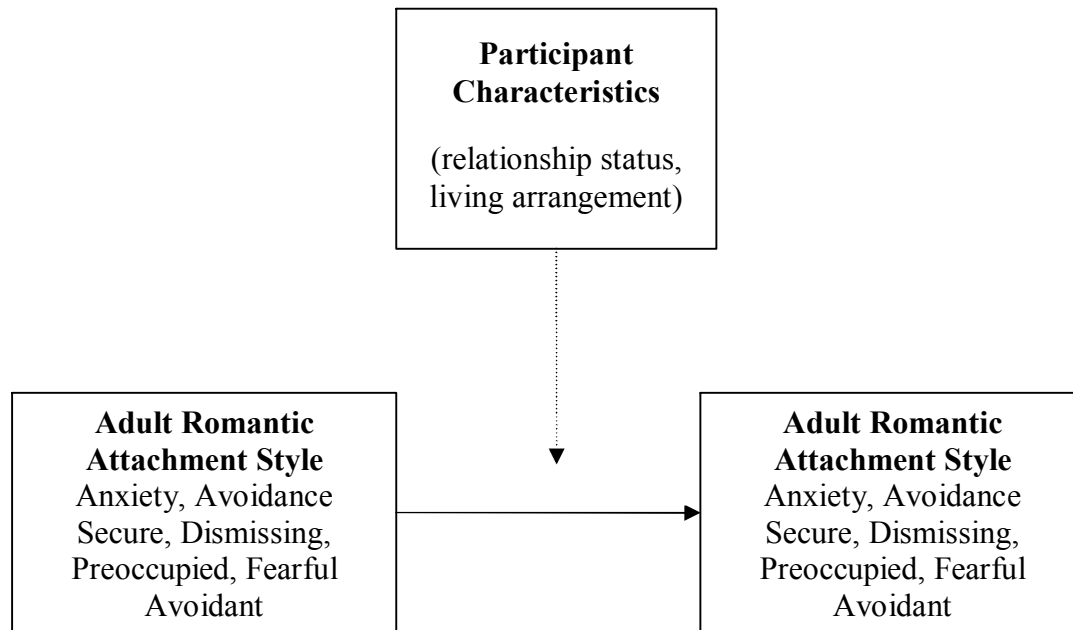 Participant
Characteristics
(relationship status,
living arrangement)
Adult Romantic
Attachment Style
Anxiety, Avoidance
Secure, Dismissing,
Preoccupied, Fearful
Avoidant
Adult Romantic
Attachment Style
Anxiety, Avoidance
Secure, Dismissing,
Preoccupied, Fearful
Avoidant